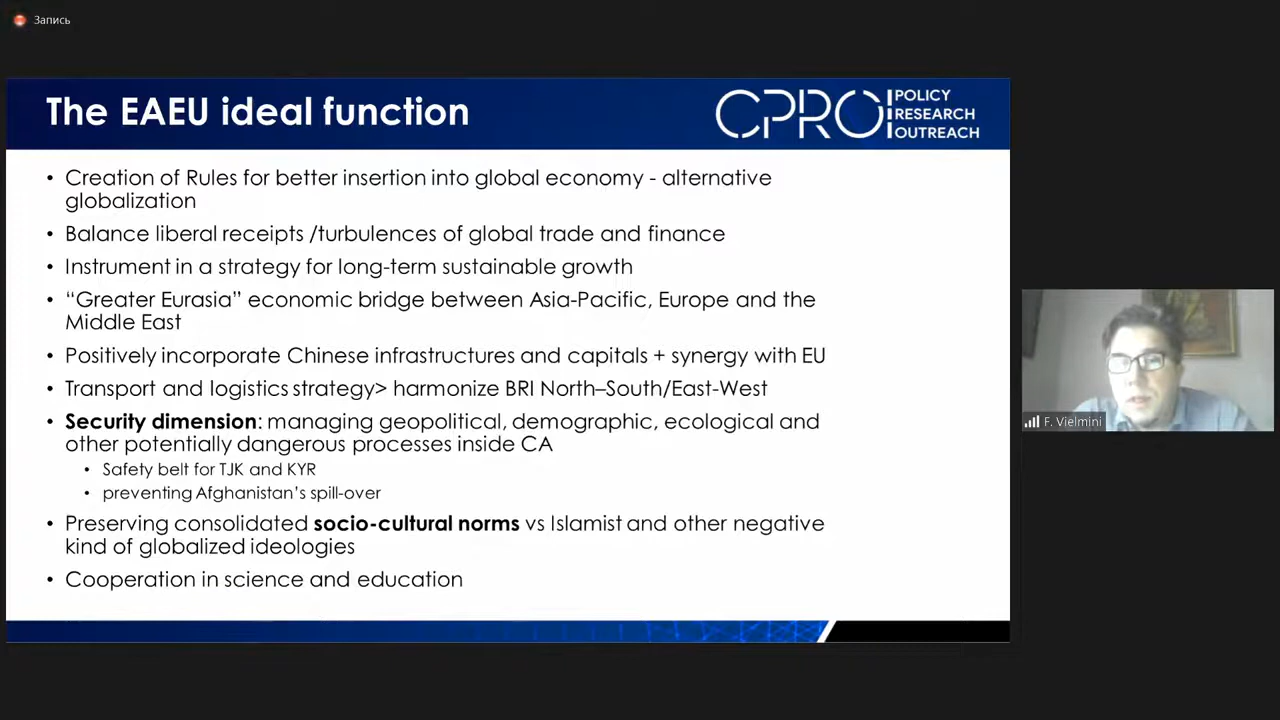 Запись
The EAEU ideal function
CPRO
POLICY
RESEARCH
OUTREACH
• Creation of Rules for better insertion into global economy - alternative
globalization
• Balance liberal receipts /turbulences of global trade and finance
• Instrument in a strategy for long-term sustainable growth
• “Greater Eurasia” economic bridge between Asia-Pacific, Europe and the
Middle East
• Positively incorporate Chinese infrastructures and capitals + synergy with EU
• Transport and logistics strategy> harmonize BRI North–South/East-West
• Security dimension: managing geopolitical, demographic, ecological and
other potentially dangerous processes inside CA
• Safety belt for TJK and KYR
• preventing Afghanistan’s spill-over
• Preserving consolidated socio-cultural norms vs Islamist and other negative
kind of globalized ideologies
• Cooperation in science and education
F. Vielmini